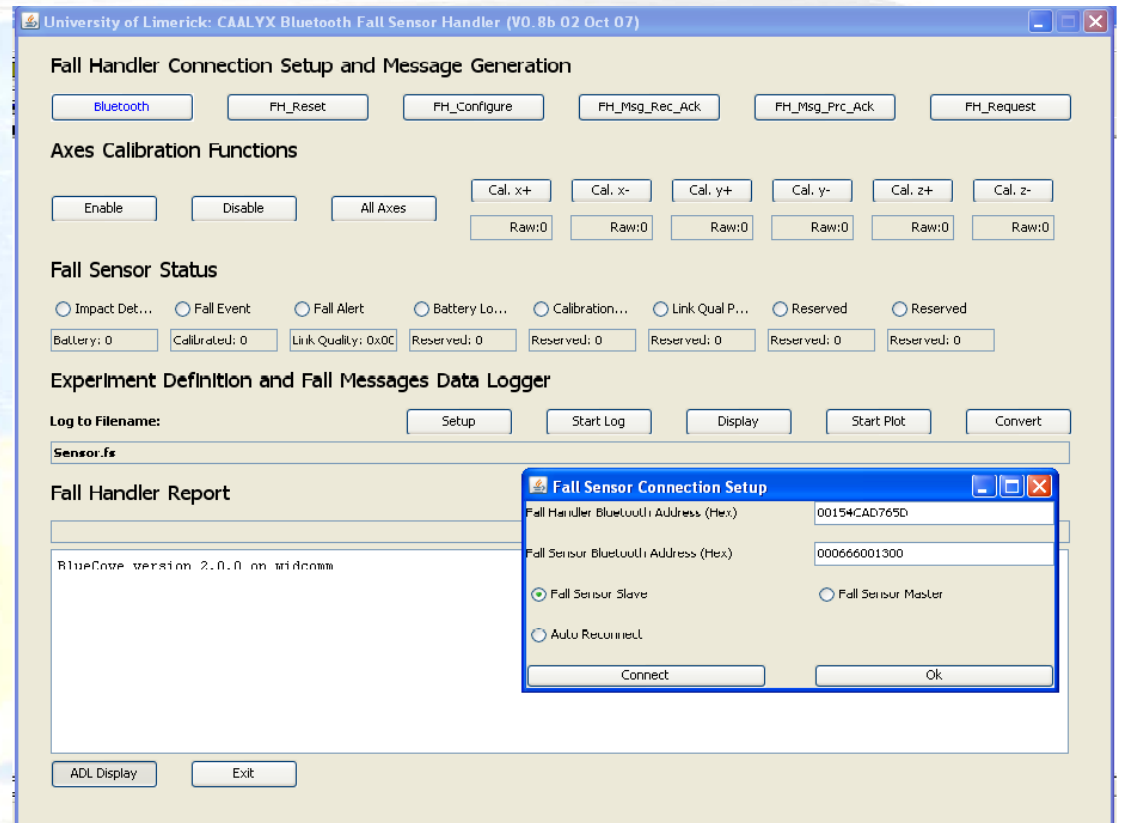 University of Limerick: CAALYX Bluetooth Fall Sensor Handler (V0.8b 02 Oct 07)
Fall Handler Connection Setup and Message Generation
Bluetooth FH_Reset FH_Configure FH_Msg_Rec_Ack FH_Msg_Prc_Ack FH_Request
Axes Calibration Functions
Enable Disable All Axes Cal. x+ Cal. x- Cal. y+ Cal. y- Cal. z+ Cal. z-
Raw:0 Raw:0 Raw:0 Raw:0 Raw:0 Raw:0
Fall Sensor Status
Impact Det... Fall Event Fall Alert Battery Lo... Calibration... Link Qual P... Reserved Reserved
Battery: 0 Calibrated: 0 Link Quality: 0x00 Reserved: 0 Reserved: 0 Reserved: 0 Reserved: 0 Reserved: 0
Experiment Definition and Fall Messages Data Logger
Log to Filename: Setup Start Log Display Start Plot Convert
Sensor.fs
Fall Handler Report
BlueCove version 2.0.0 on widcomm
Fall Sensor Connection Setup
Fall Handler Bluetooth Address (Hex) 00154CAD765D
Fall Sensor Bluetooth Address (Hex) 000666001300
Fall Sensor Slave Fall Sensor Master
Auto Reconnect
Connect Ok
ADL Display Exit